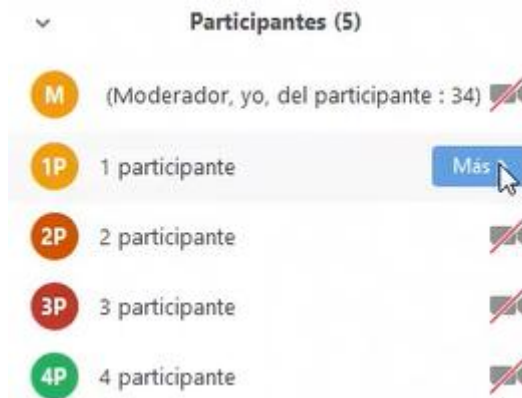 Participantes (5)
M (Moderador, yo, del participante : 34)
1P 1 participante Más
2P 2 participante
3P 3 participante
4P 4 participante